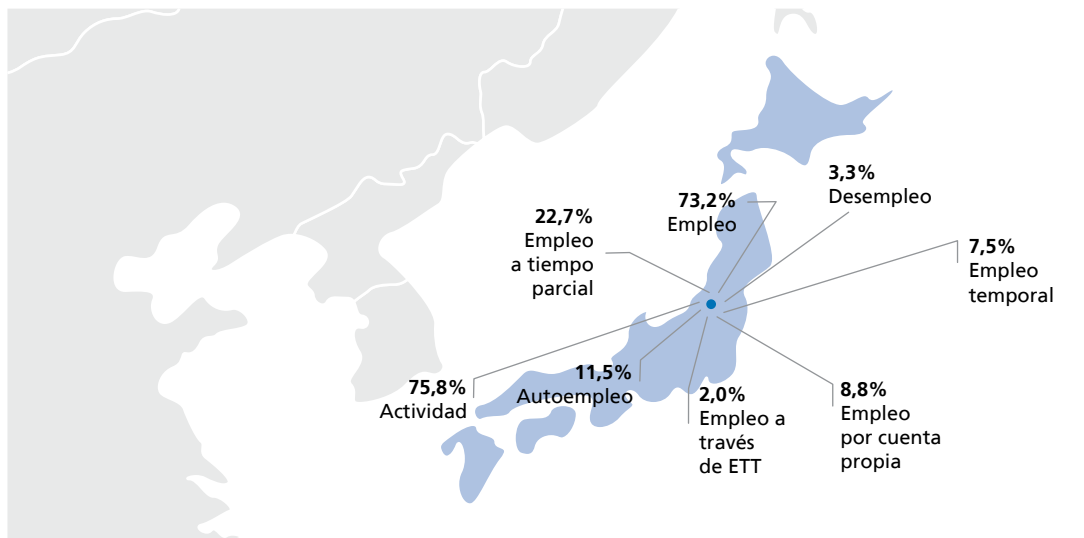 3,3%
Desempleo
73,2%
Empleo
22,7%
Empleo
a tiempo
parcial
7,5%
Empleo
temporal
75,8%
Actividad
11,5%
Autoempleo
2,0%
Empleo a
través
de ETT
8,8%
Empleo
por cuenta
propia